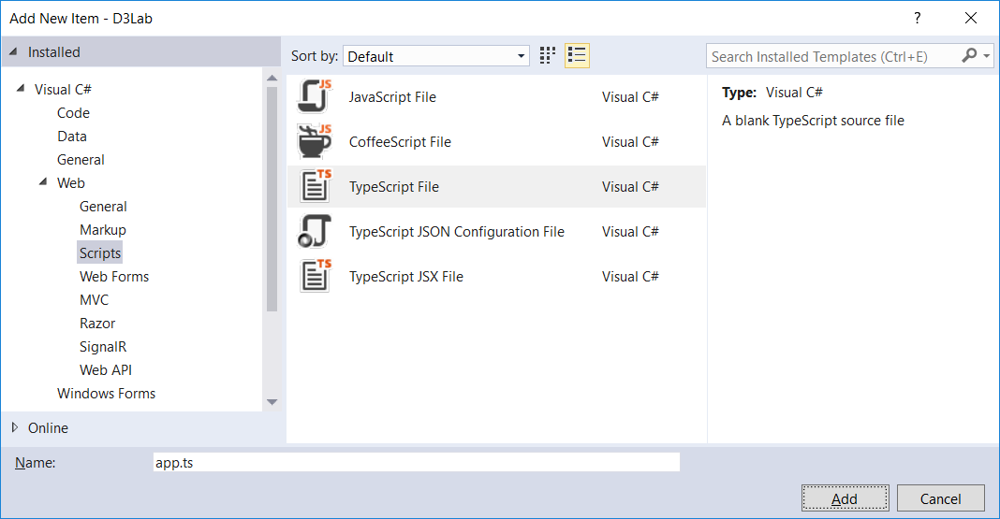 Add New Item - D3Lab ?
Installed
Visual C#
Code
Data
General
Web
General
Markup
Scripts
Web Forms
MVC
Razor
SignalR
Web API
Windows Forms
Online
Sort by: Default
JS JavaScript File Visual C#
JS CoffeeScript File Visual C#
TS TypeScript File Visual C#
TypeScript JSON Configuration File Visual C#
TS TypeScript JSX File Visual C#
Search Installed Templates (Ctrl+E)
Type: Visual C#
A blank TypeScript source file
Name: app.ts
Add Cancel